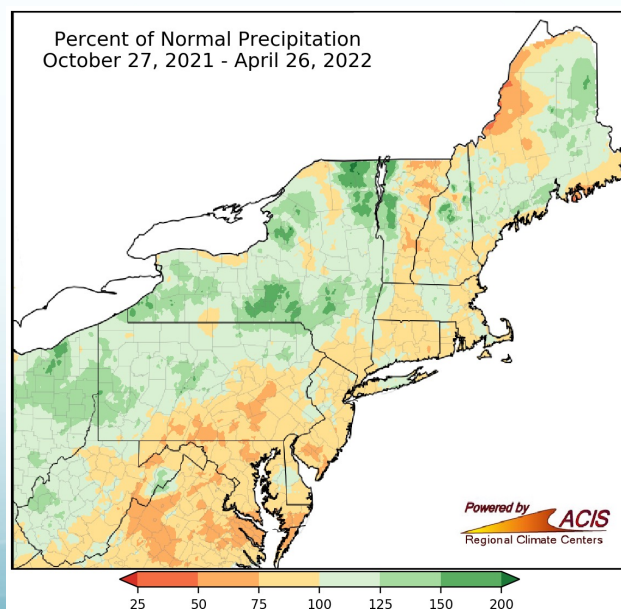 Percent of Normal Precipitation
October 27, 2021 - April 26, 2022
Powered by
ACIS
Regional Climate Centers
25 50 75 100 125 150 200